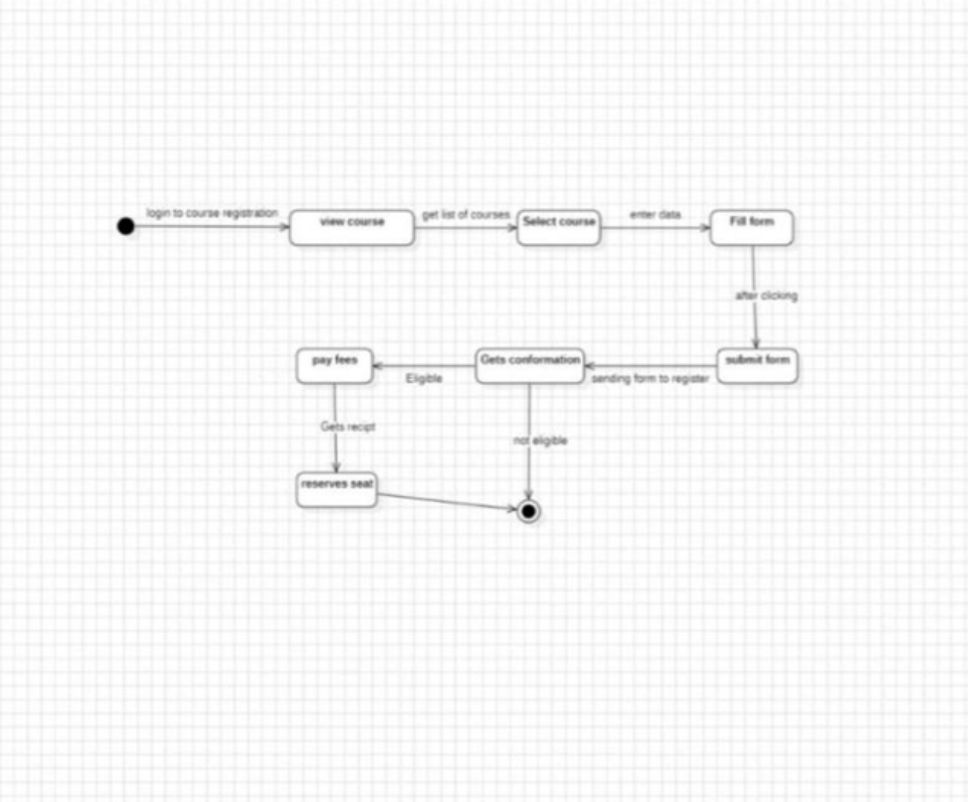 login to course registration
view course
get list of courses
Select course
enter data
Fill form
after clicking
submit form
sending form to register
Gets conformation
Eligible
pay fees
Gets recipt
not eligible
reserves seat